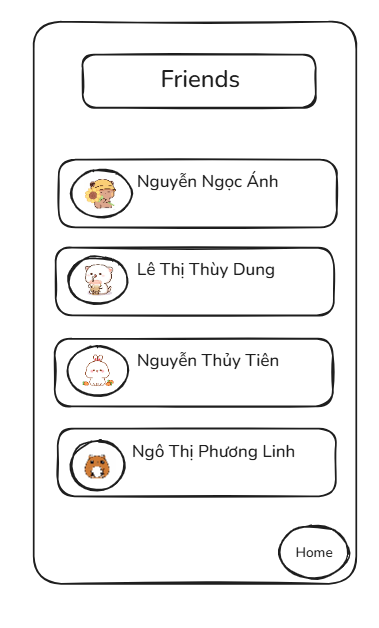 Friends
Nguyễn Ngọc Ánh
Lê Thị Thùy Dung
Nguyễn Thủy Tiên
Ngô Thị Phương Linh
Home